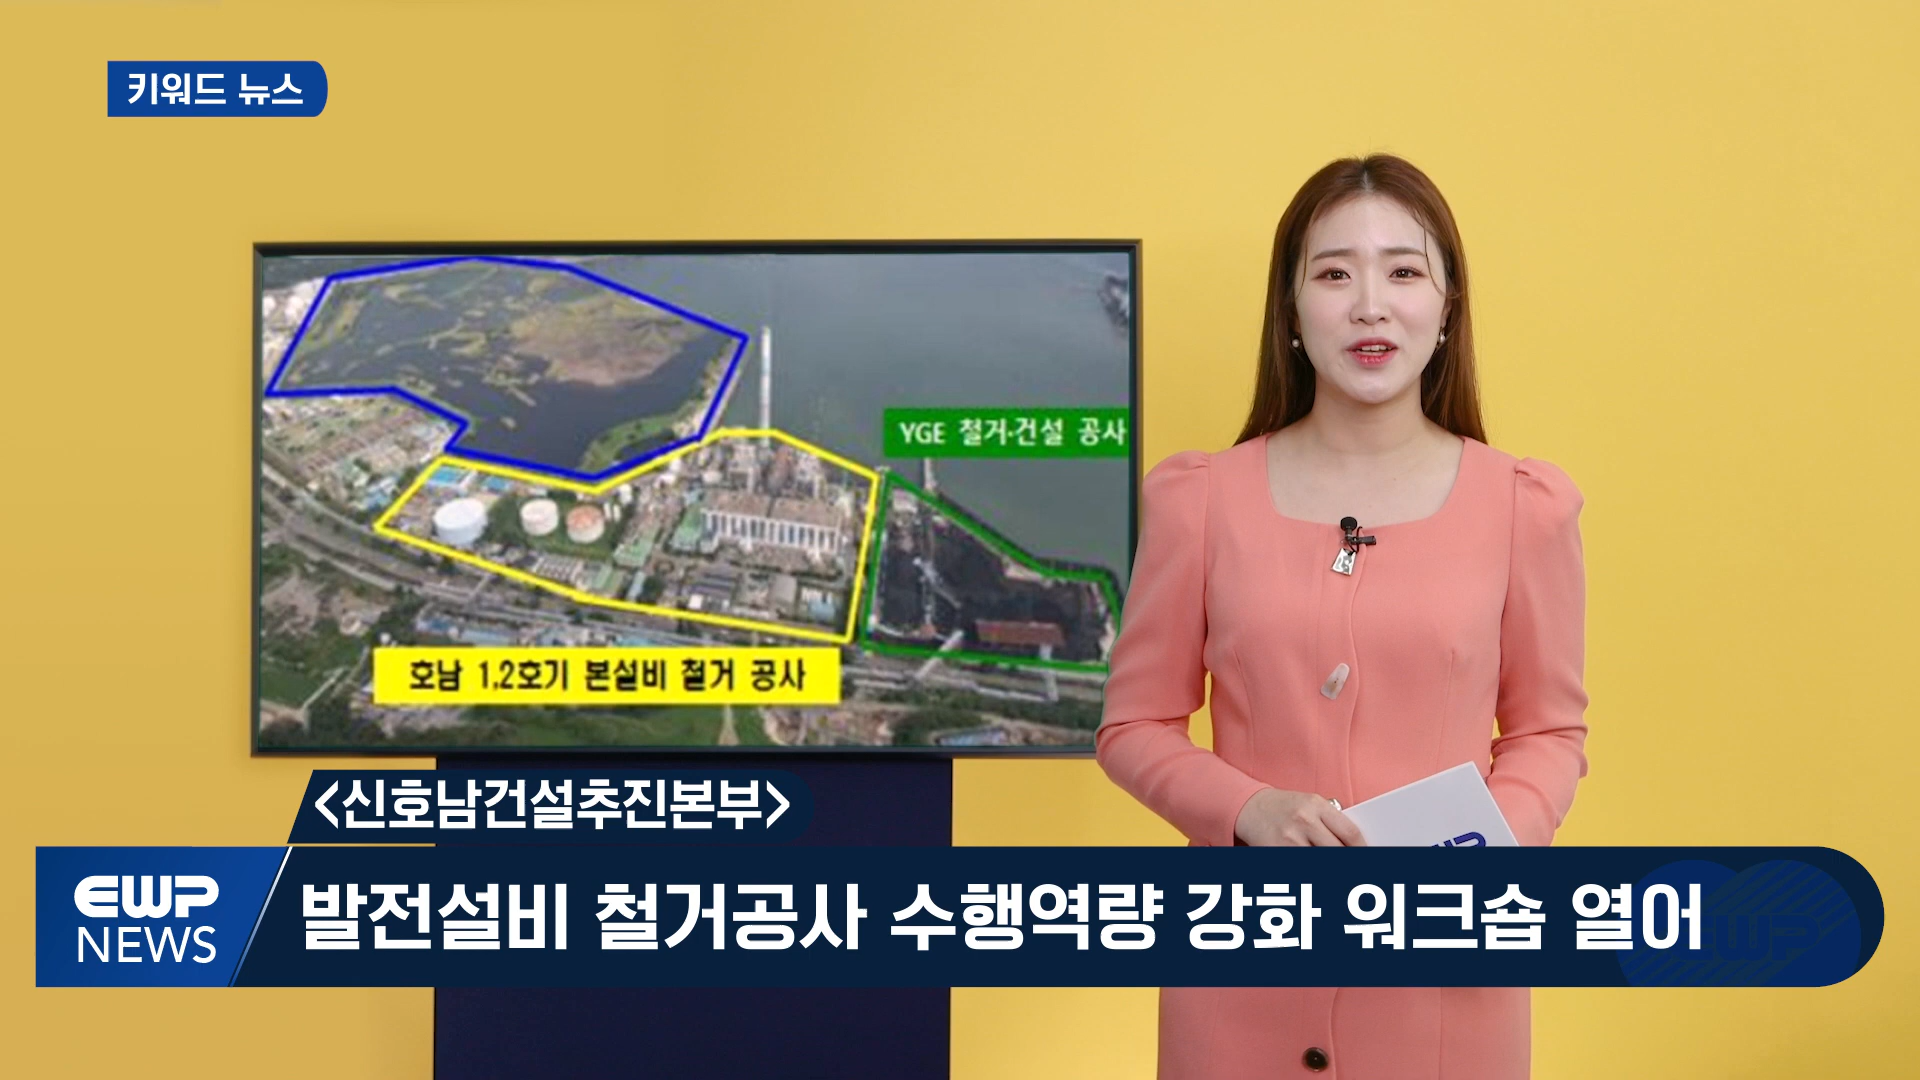 키워드 뉴스
YGE 철거·건설 공사
호남 1,2호기 본설비 철거 공사
<신호남건설추진본부>
EWP
NEWS
발전설비 철거공사 수행역량 강화 워크숍 열어
EWP